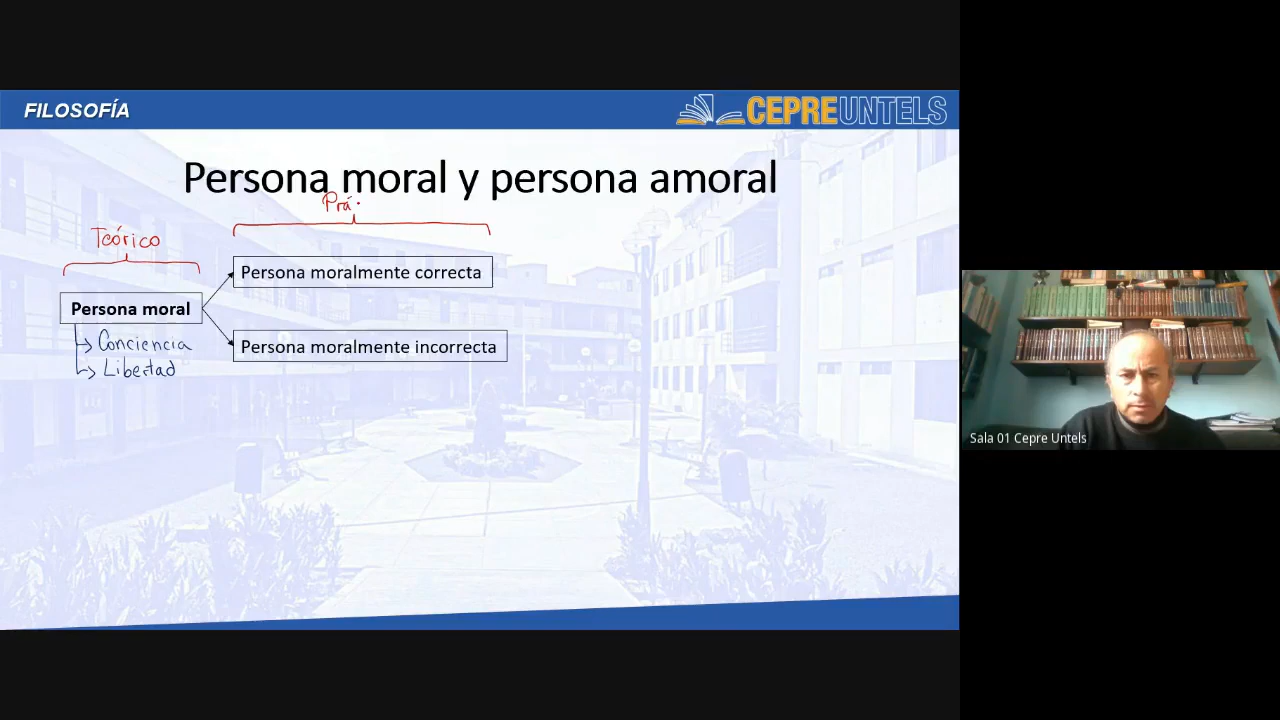 FILOSOFÍA
CEPREUNTELS
Persona moral y persona amoral
Prá
Teórico
Persona moralmente correcta
Persona moral
Conciencia
Persona moralmente incorrecta
Libertad
Sala 01 Cepre Untels